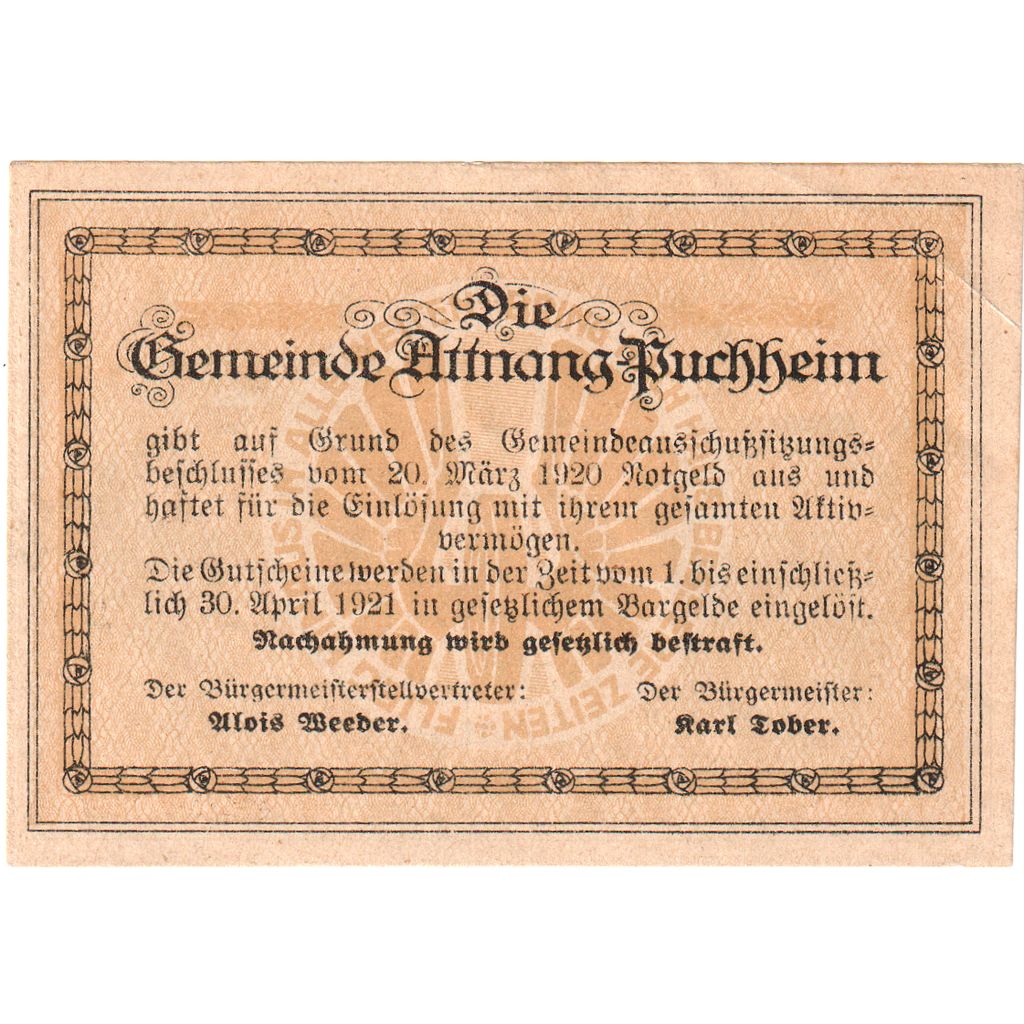 Die
Gemeinde Attnang-Puchheim
gibt auf Grund des Gemeindeausschußsitzungs-
beschlusses vom 20. März 1920 Notgeld aus und
haftet für die Einlösung mit ihrem gesamten Aktiv-
vermögen.
Die Gutscheine werden in der Zeit vom 1. bis einschließ-
lich 30. April 1921 in gesetzlichem Bargelde eingelöst.
Nachahmung wird gesetzlich bestraft.
Der Bürgermeisterstellvertreter:
Alois Weeder.
Der Bürgermeister:
Karl Tober.
ZEITEN